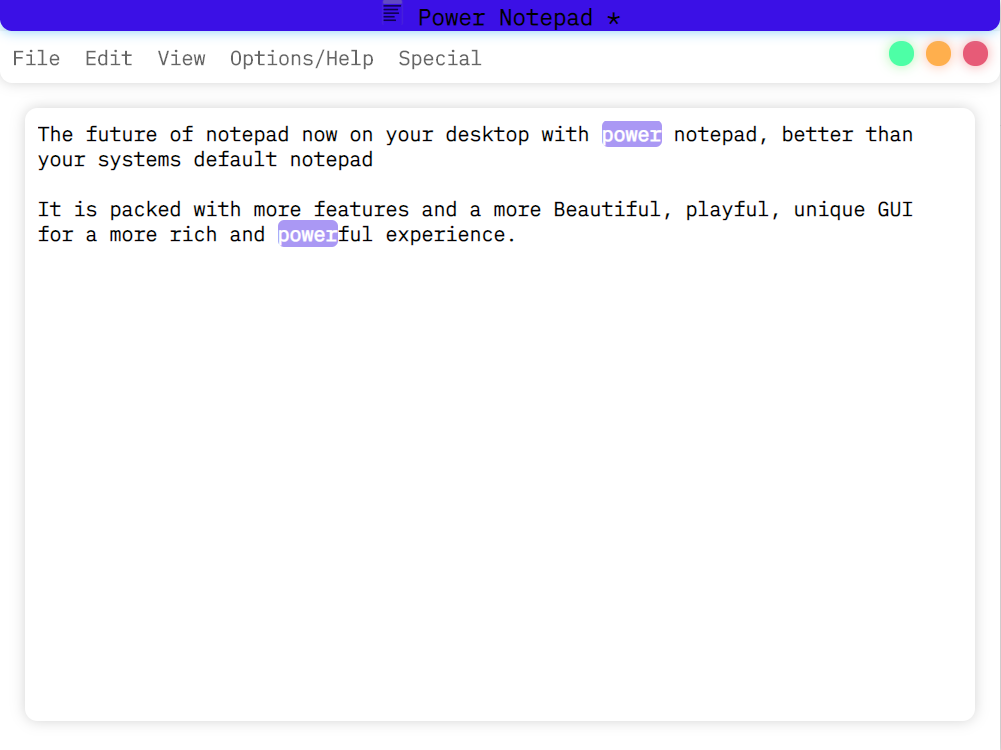 Power Notepad *
File Edit View Options/Help Special
The future of notepad now on your desktop with power notepad, better than
your systems default notepad
It is packed with more features and a more Beautiful, playful, unique GUI
for a more rich and powerful experience.